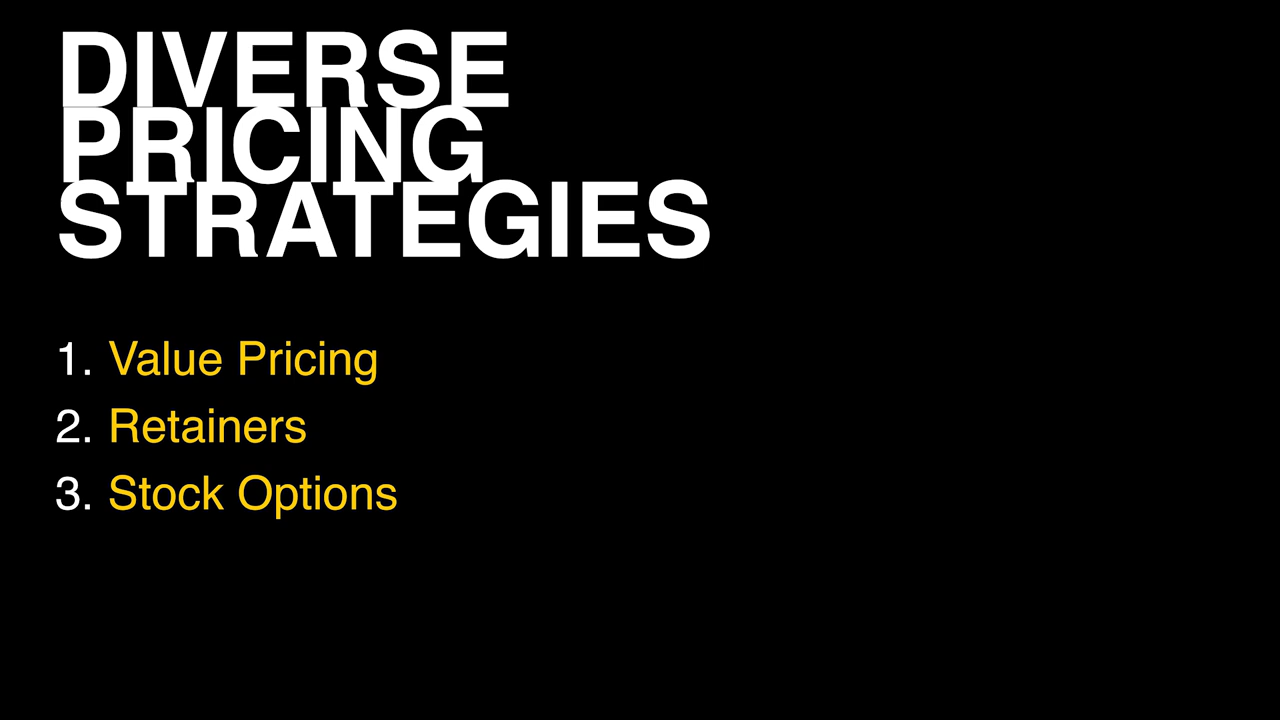 DIVERSE
PRICING
STRATEGIES
1. Value Pricing
2. Retainers
3. Stock Options